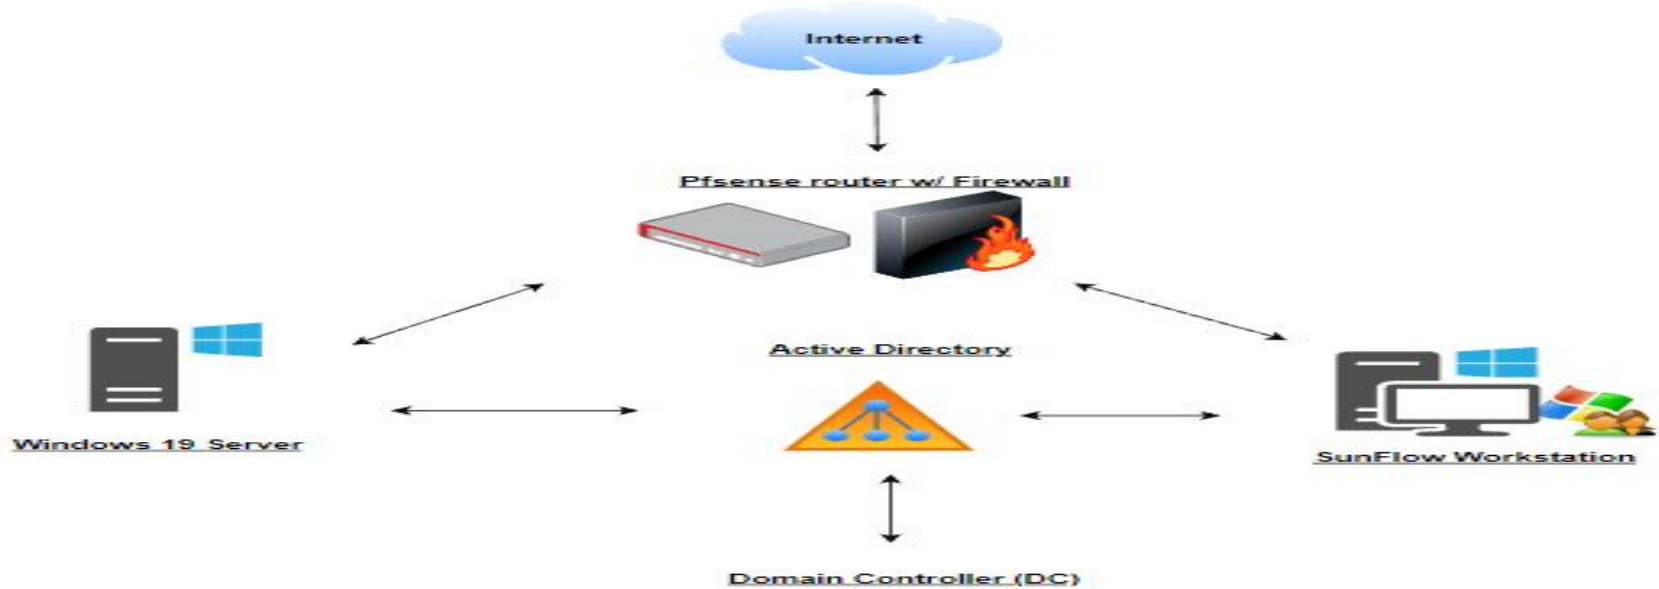 Internet
Pfsense router w/ Firewall
Active Directory
Windows 19 Server
SunFlow Workstation
Domain Controller (DC)